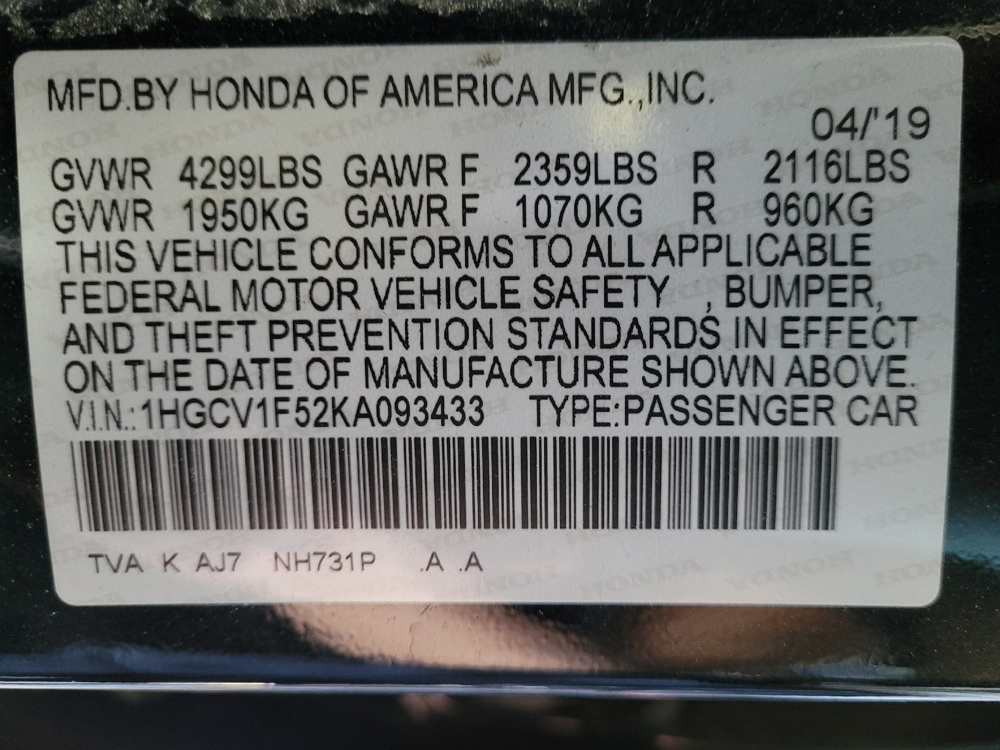 MFD.BY HONDA OF AMERICA MFG.,INC.
04/'19
GVWR 4299LBS GAWR F 2359LBS R 2116LBS
GVWR 1950KG GAWR F 1070KG R 960KG
THIS VEHICLE CONFORMS TO ALL APPLICABLE
FEDERAL MOTOR VEHICLE SAFETY , BUMPER,
AND THEFT PREVENTION STANDARDS IN EFFECT
ON THE DATE OF MANUFACTURE SHOWN ABOVE.
V.I.N.:1HGCV1F52KA093433 TYPE:PASSENGER CAR
TVA K AJ7 NH731P .A .A